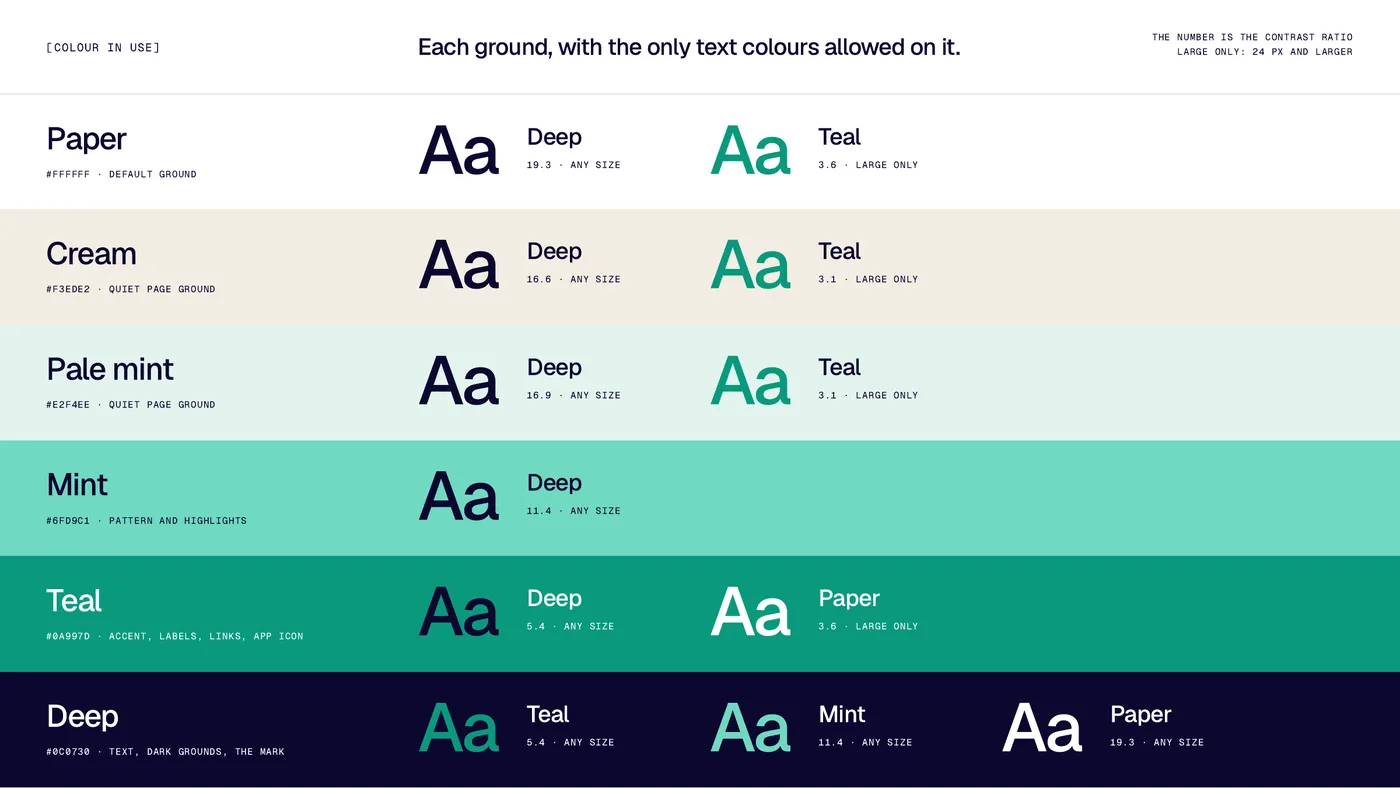 [COLOUR IN USE]
Each ground, with the only text colours allowed on it.
THE NUMBER IS THE CONTRAST RATIO
LARGE ONLY: 24 PX AND LARGER
Paper
#FFFFFF · DEFAULT GROUND
Aa
Deep
19.3 · ANY SIZE
Aa
Teal
3.6 · LARGE ONLY
Cream
#F3EDE2 · QUIET PAGE GROUND
Aa
Deep
16.6 · ANY SIZE
Aa
Teal
3.1 · LARGE ONLY
Pale mint
#E2F4EE · QUIET PAGE GROUND
Aa
Deep
16.9 · ANY SIZE
Aa
Teal
3.1 · LARGE ONLY
Mint
#6FD9C1 · PATTERN AND HIGHLIGHTS
Aa
Deep
11.4 · ANY SIZE
Teal
#0A997D · ACCENT, LABELS, LINKS, APP ICON
Aa
Deep
5.4 · ANY SIZE
Aa
Paper
3.6 · LARGE ONLY
Deep
#0C0730 · TEXT, DARK GROUNDS, THE MARK
Aa
Teal
5.4 · ANY SIZE
Aa
Mint
11.4 · ANY SIZE
Aa
Paper
19.3 · ANY SIZE